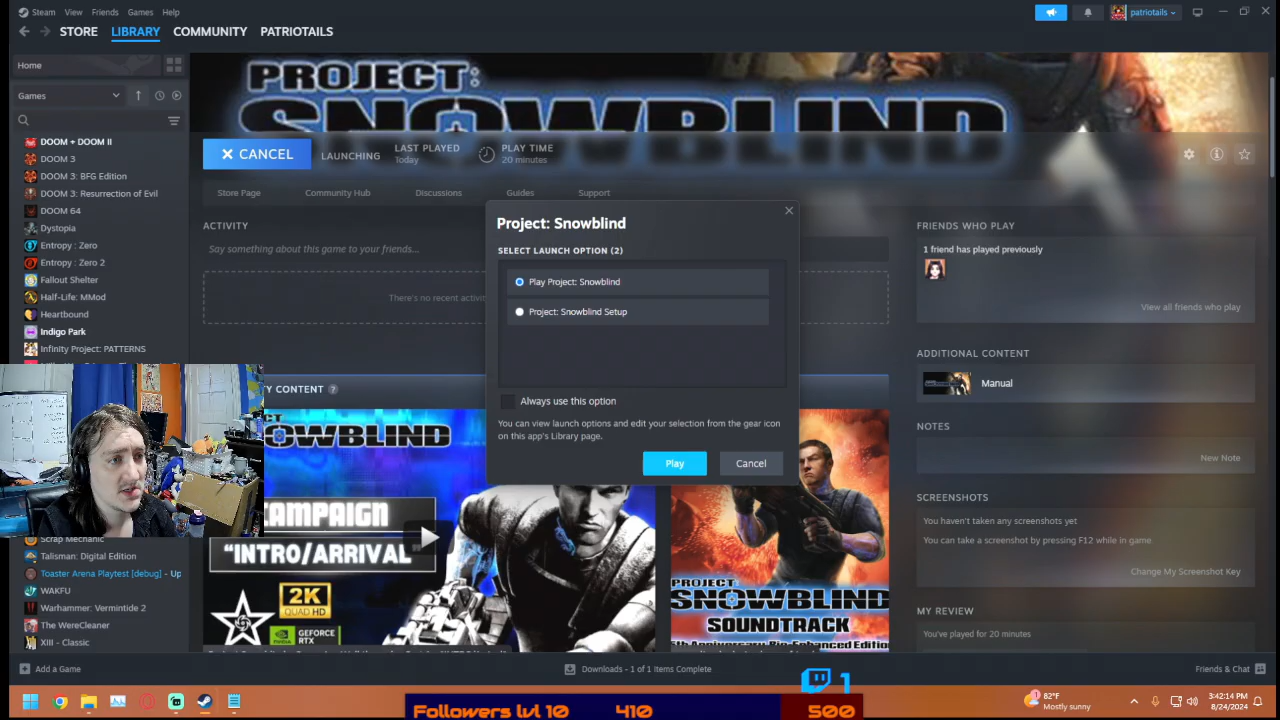 Steam View Friends Games Help
patriotails
STORE LIBRARY COMMUNITY PATRIOTAILS
Home
Games
DOOM + DOOM II
DOOM 3
DOOM 3: BFG Edition
DOOM 3: Resurrection of Evil
DOOM 64
Dystopia
Entropy : Zero
Entropy : Zero 2
Fallout Shelter
Half-Life: MMod
Heartbound
Indigo Park
Infinity Project: PATTERNS
Scrap Mechanic
Talisman: Digital Edition
Toaster Arena Playtest [debug] - Up
WAKFU
Warhammer: Vermintide 2
The WereCleaner
XIII - Classic
PROJECT:
SNOWBLIND
CANCEL
LAUNCHING
LAST PLAYED
Today
PLAY TIME
20 minutes
Store Page Community Hub Discussions Guides Support
ACTIVITY
Say something about this game to your friends...
There's no recent activi
Project: Snowblind
SELECT LAUNCH OPTION (2)
Play Project: Snowblind
Project: Snowblind Setup
Always use this option
You can view launch options and edit your selection from the gear icon
on this app's Library page.
Play Cancel
Y CONTENT ?
SNOWBLIND
CAMPAIGN
"INTRO/ARRIVAL"
2K
QUAD HD
NVIDIA
GEFORCE
RTX
PROJECT
SNOWBLIND
SOUNDTRACK
FRIENDS WHO PLAY
1 friend has played previously
View all friends who play
ADDITIONAL CONTENT
Manual
NOTES
New Note
SCREENSHOTS
You haven't taken any screenshots yet
You can take a screenshot by pressing F12 while in game.
Change My Screenshot Key
MY REVIEW
You've played for 20 minutes
Add a Game
Downloads - 1 of 1 Items Complete
Friends & Chat
1
Followers lvl 10 410 500
82°F
Mostly sunny
3:42:14 PM
8/24/2024